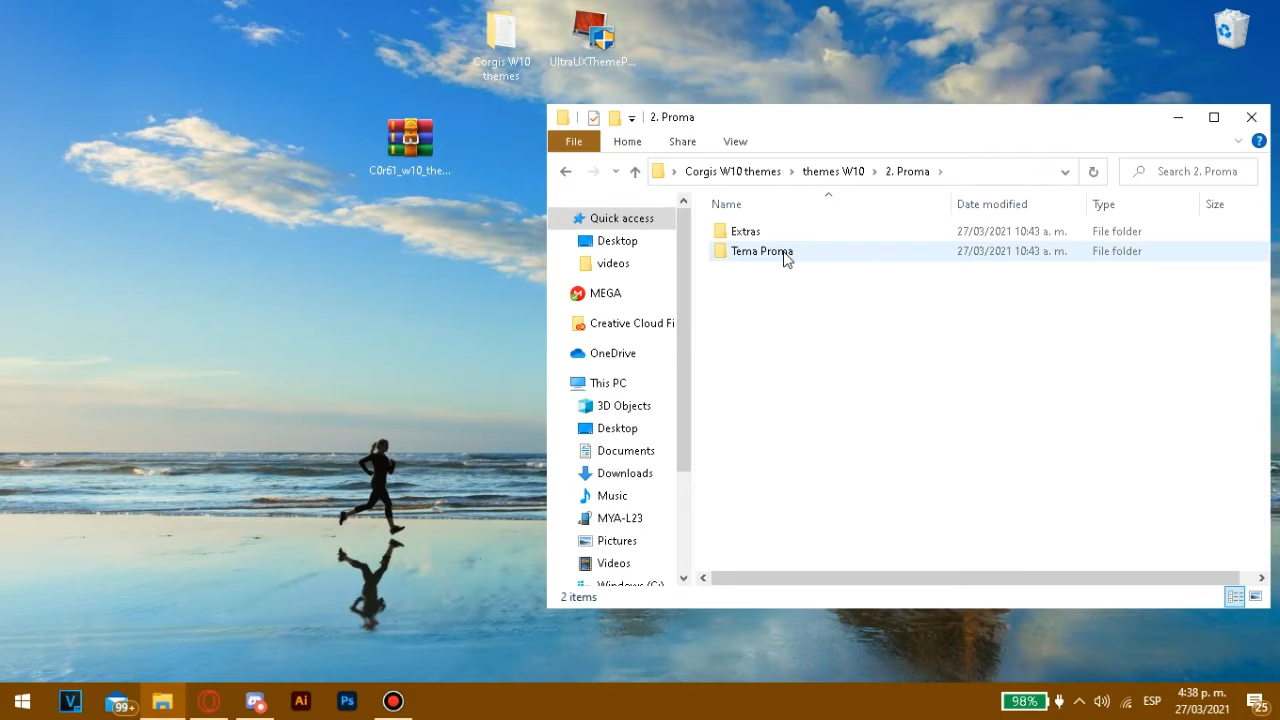 Corgis W10
themes
UltraUXThemeP...
C0r61_w10_the...
2. Proma
File
Home
Share
View
Corgis W10 themes
themes W10
2. Proma
Search 2. Proma
Name
Date modified
Type
Size
Extras
27/03/2021 10:43 a. m.
File folder
Tema Proma
27/03/2021 10:43 a. m.
File folder
Quick access
Desktop
videos
MEGA
Creative Cloud Fi
OneDrive
This PC
3D Objects
Desktop
Documents
Downloads
Music
MYA-L23
Pictures
Videos
Windows (C:)
2 items
V
99+
Ai
Ps
98%
ESP
4:38 p. m.
27/03/2021
25